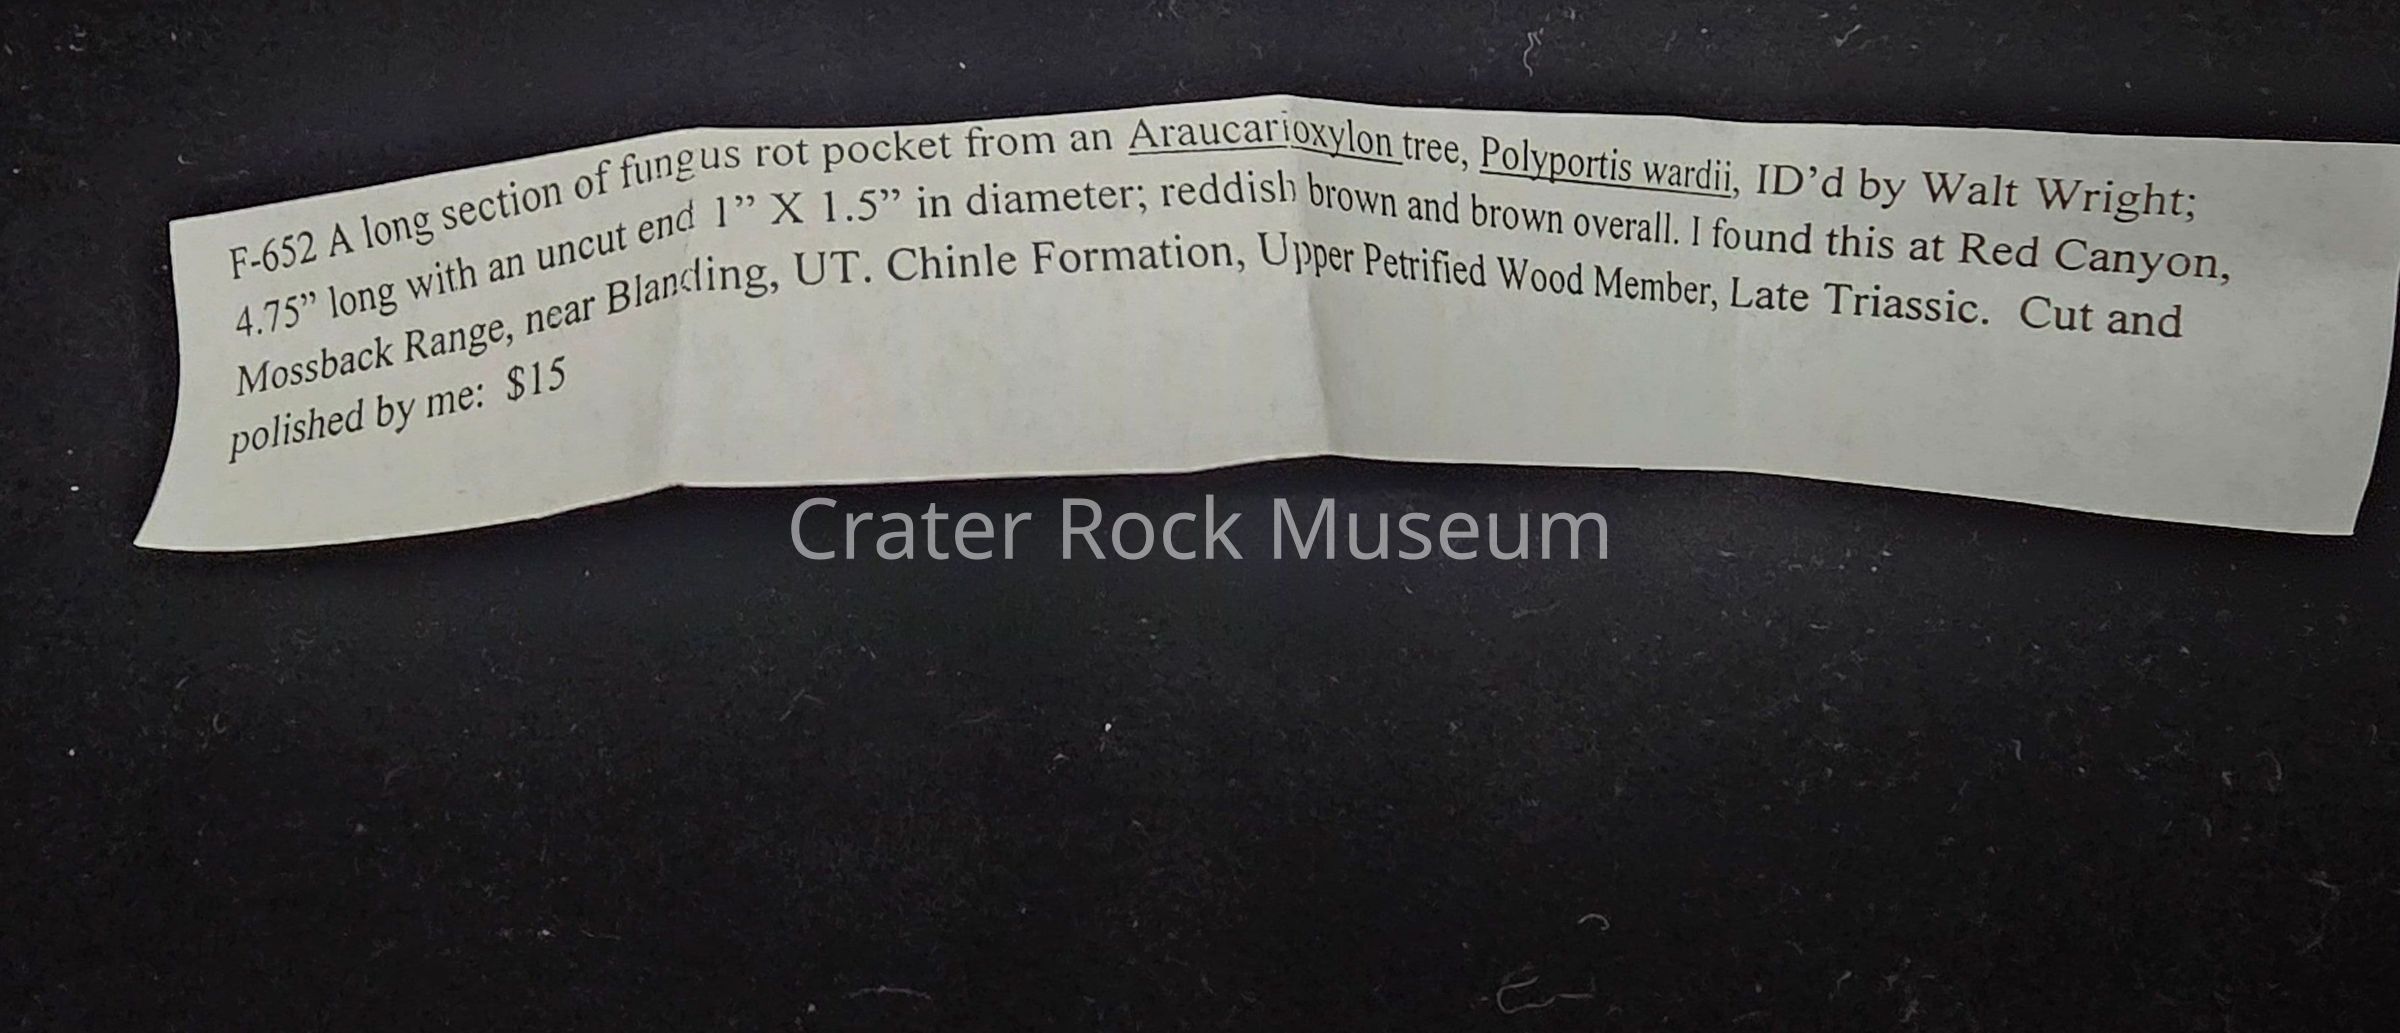 F-652 A long section of fungus rot pocket from an Araucarioxylon tree, Polyportis wardii, ID’d by Walt Wright;
4.75” long with an uncut end 1” X 1.5” in diameter; reddish brown and brown overall. I found this at Red Canyon,
Mossback Range, near Blanding, UT. Chinle Formation, Upper Petrified Wood Member, Late Triassic. Cut and
polished by me: $15
Crater Rock Museum